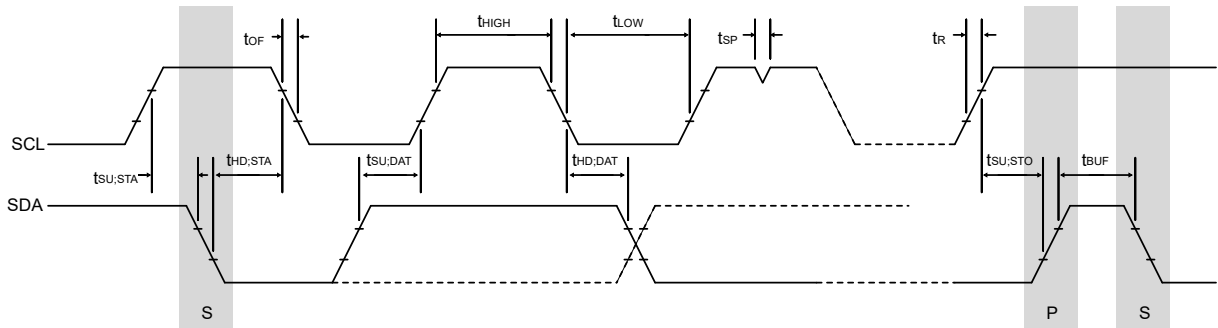 tOF
tHIGH
tLOW
tSP
tR
SCL
tSU;STA
tHD;STA
tSU;DAT
tHD;DAT
tSU;STO
tBUF
SDA
S
P
S